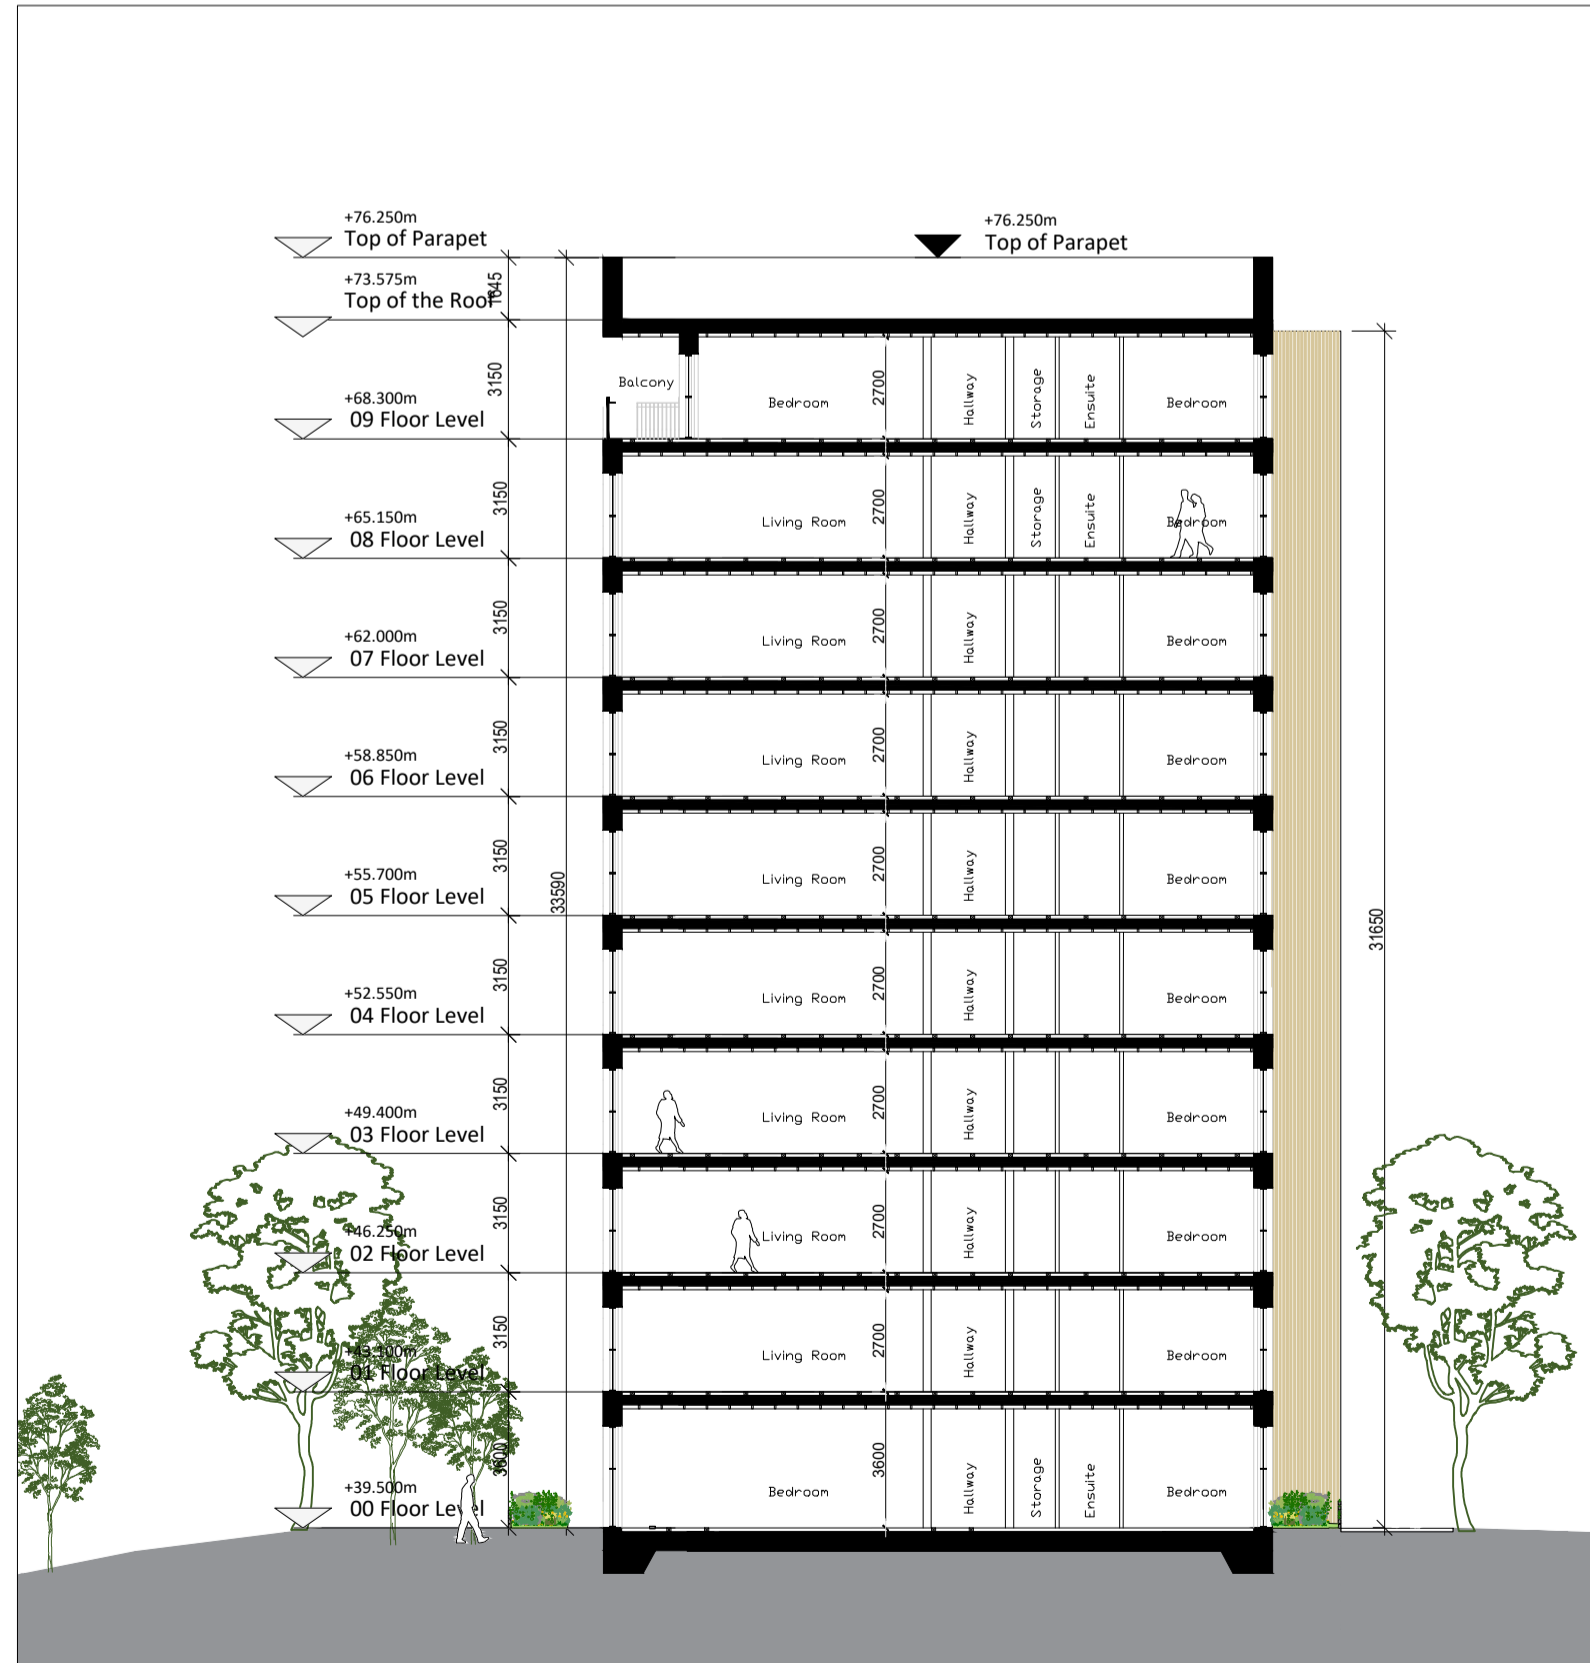 +76.250m
Top of Parapet
+76.250m
Top of Parapet
+73.575m
Top of the Roof
1645
3150
+68.300m
09 Floor Level
Balcony
Bedroom
2700
Hallway
Storage
Ensuite
Bedroom
3150
+65.150m
08 Floor Level
Living Room
2700
Hallway
Storage
Ensuite
Bedroom
3150
+62.000m
07 Floor Level
Living Room
2700
Hallway
Bedroom
3150
+58.850m
06 Floor Level
Living Room
2700
Hallway
Bedroom
3150
+55.700m
05 Floor Level
33590
Living Room
2700
Hallway
Bedroom
31650
3150
+52.550m
04 Floor Level
Living Room
2700
Hallway
Bedroom
3150
+49.400m
03 Floor Level
Living Room
2700
Hallway
Bedroom
3150
+46.250m
02 Floor Level
Living Room
2700
Hallway
Bedroom
3150
+43.100m
01 Floor Level
Living Room
2700
Hallway
Bedroom
3600
+39.500m
00 Floor Level
Bedroom
3600
Hallway
Storage
Ensuite
Bedroom